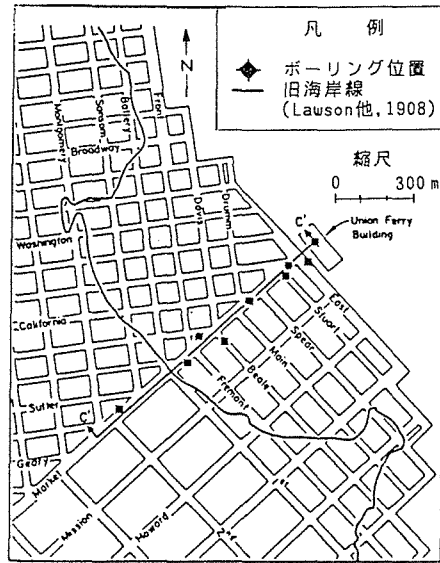 凡 例
ボーリング位置
旧海岸線
(Lawson他,1908)
N
縮尺
0 300 m
Union Ferry
Building
C'
Montgomery
Sansom
Battery
Front
Broadway
Davis
Drumm
Washington
California
Sutter
Geary
Market
C'
Mission
Howard
East
Stuart
Spear
Main
Beale
Fremont
1st
2nd